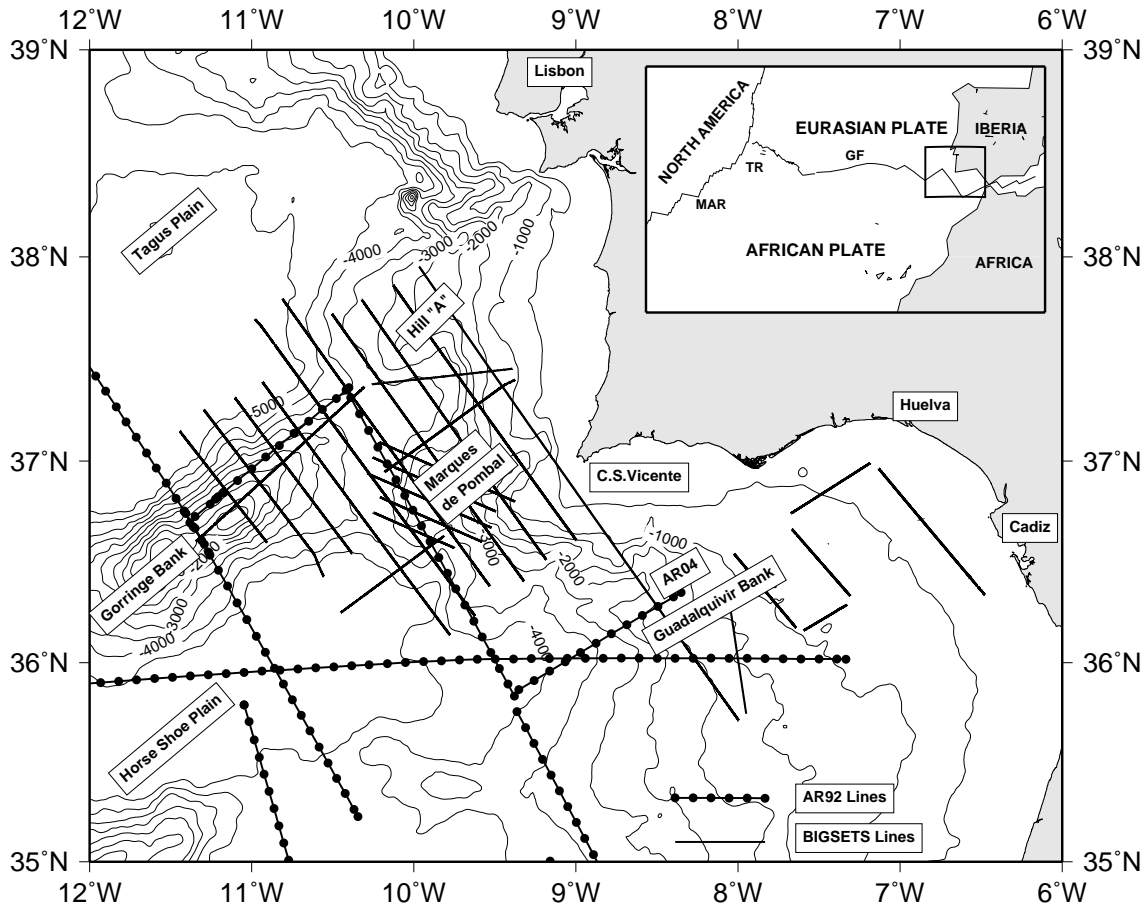 12˚W 11˚W 10˚W 9˚W 8˚W 7˚W 6˚W
39˚N 39˚N
Lisbon
NORTH AMERICA
EURASIAN PLATE
IBERIA
GF
TR
MAR
AFRICAN PLATE
AFRICA
Tagus Plain
38˚N 38˚N
-4000
-3000
-2000
-1000
Hill "A"
-5000
Huelva
37˚N 37˚N
Marques
de Pombal
C.S.Vicente
Cadiz
Gorringe Bank
-2000
-3000
-4000
-3000
-2000
-1000
AR04
Guadalquivir Bank
-4000
36˚N 36˚N
Horse Shoe Plain
AR92 Lines
BIGSETS Lines
35˚N 35˚N
12˚W 11˚W 10˚W 9˚W 8˚W 7˚W 6˚W